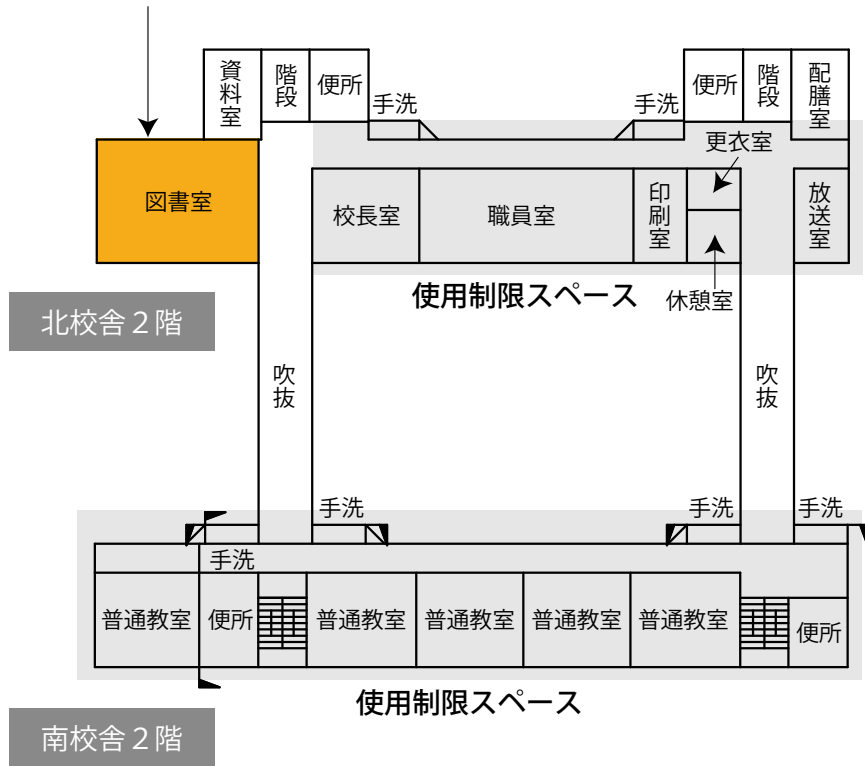 資料室
階段
便所
手洗
手洗
便所
階段
配膳室
更衣室
図書室
校長室
職員室
印刷室
放送室
使用制限スペース
休憩室
北校舎２階
吹抜
吹抜
手洗
手洗
手洗
手洗
普通教室
便所
普通教室
普通教室
普通教室
普通教室
便所
使用制限スペース
南校舎２階